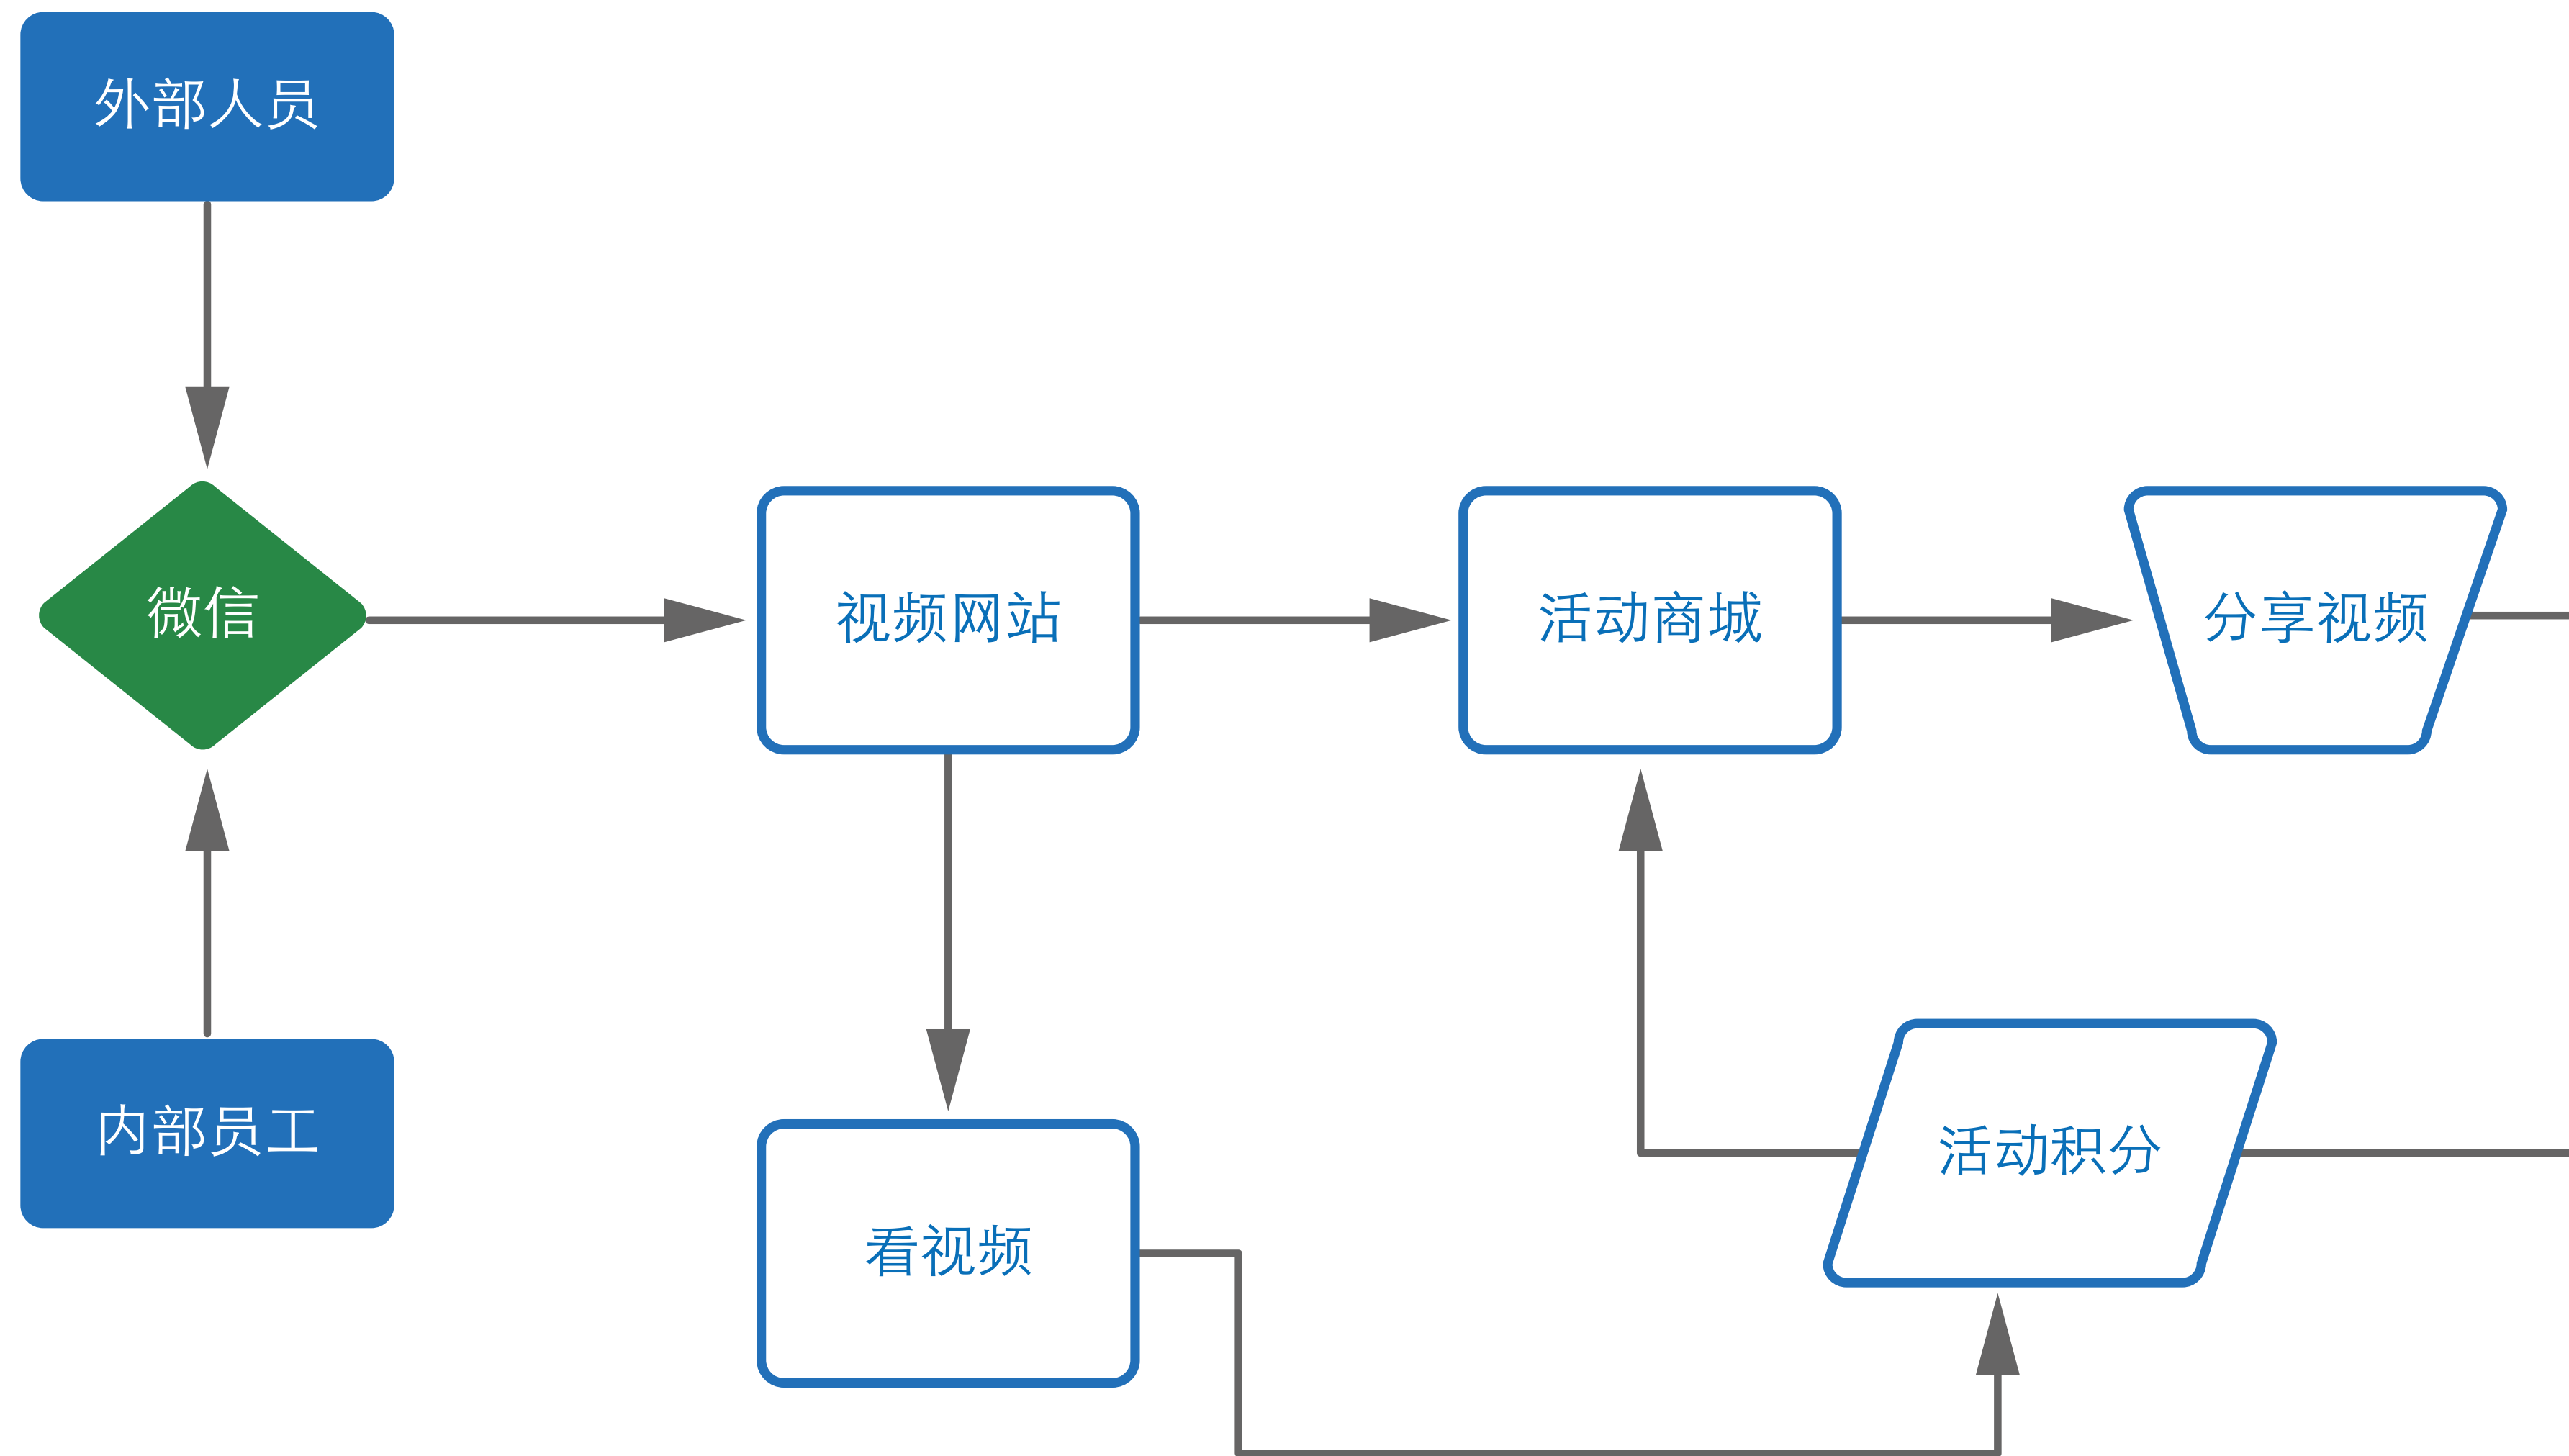 外部人员
微信
视频网站
活动商城
分享视频
内部员工
活动积分
看视频